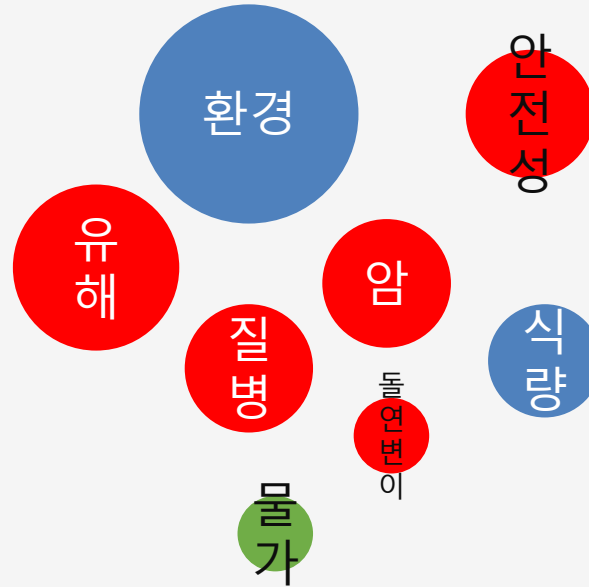 환경
안
전
성
유
해
암
질
병
식
량
돌
연
변
이
물
가